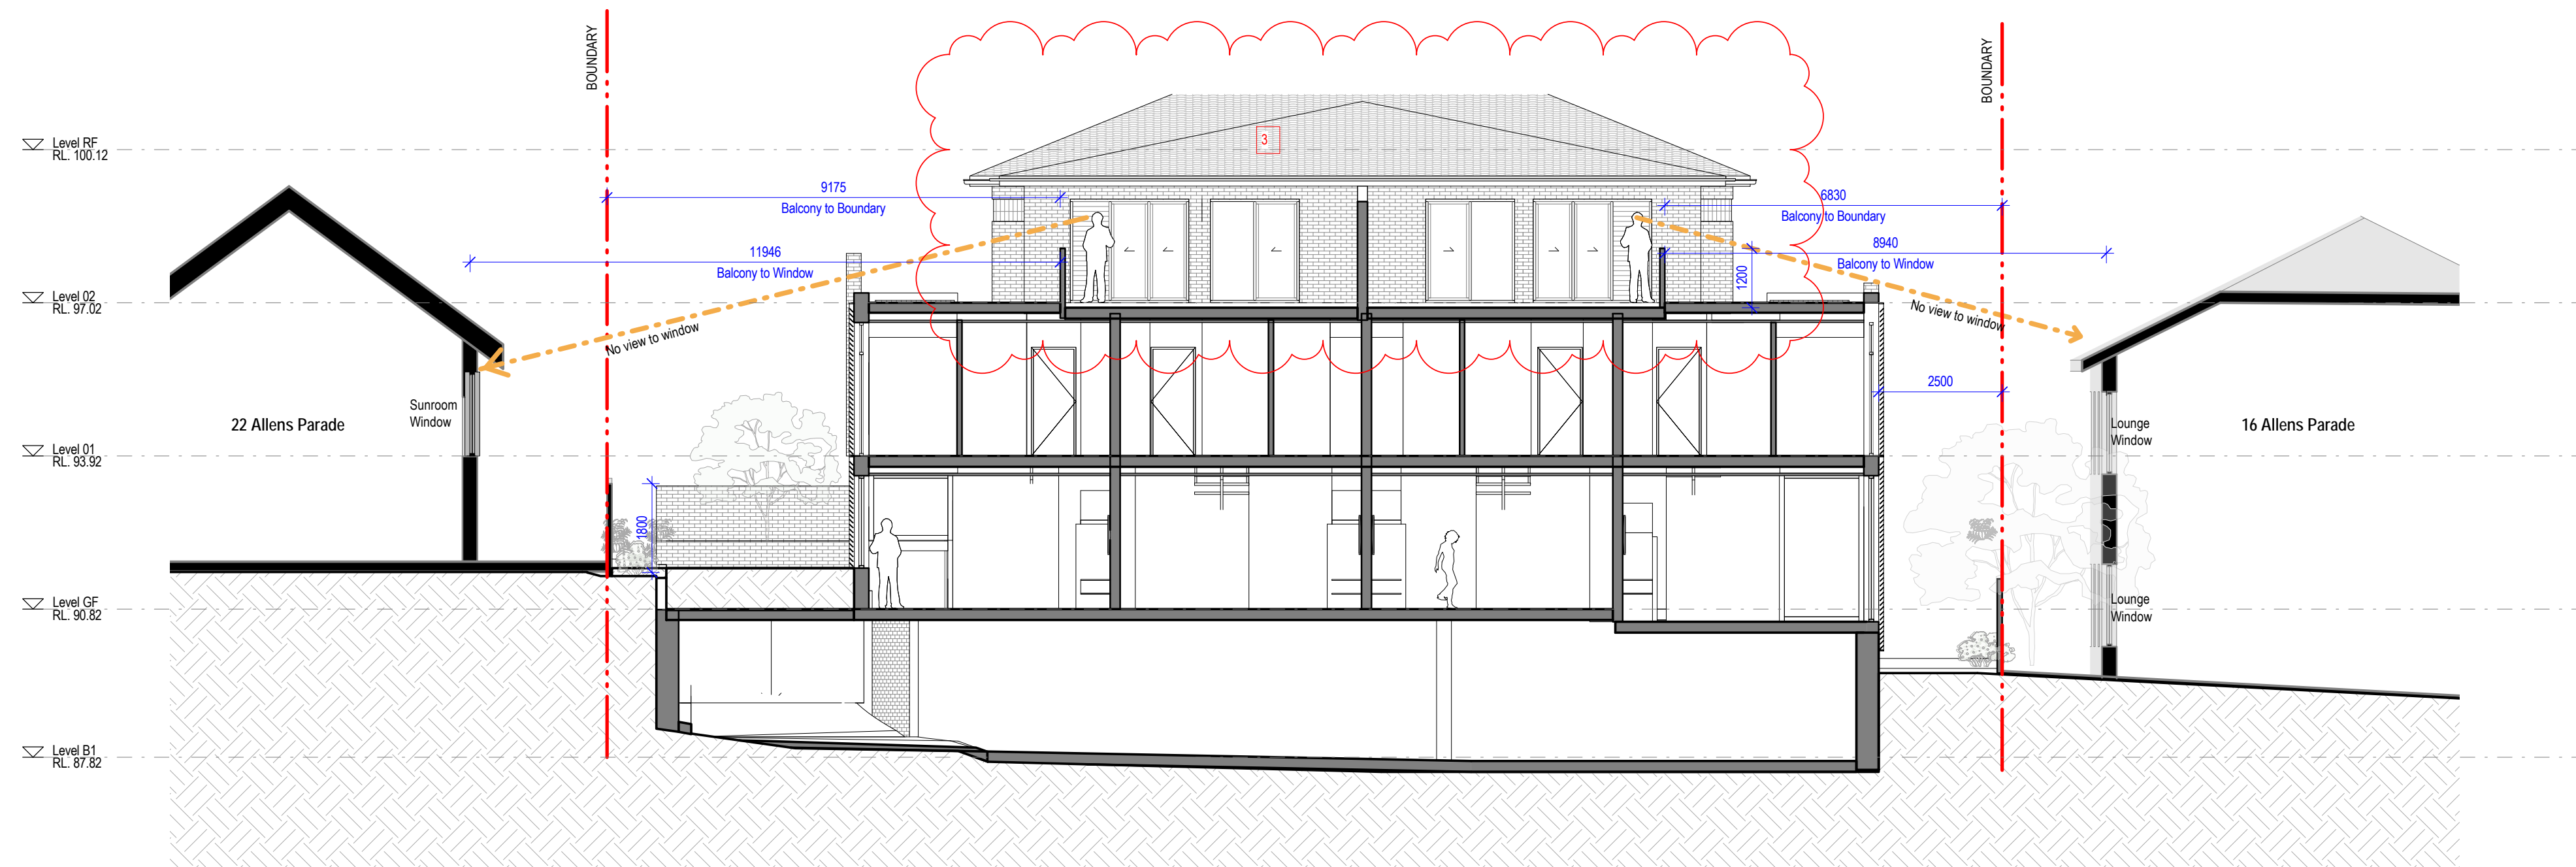 BOUNDARY
BOUNDARY
Level RF
RL. 100.12
3
9175
Balcony to Boundary
6830
Balcony to Boundary
11946
Balcony to Window
8940
Balcony to Window
1200
Level 02
RL. 97.02
No view to window
No view to window
2500
Sunroom
Window
22 Allens Parade
Lounge
Window
16 Allens Parade
Level 01
RL. 93.92
1800
Level GF
RL. 90.82
Lounge
Window
Level B1
RL. 87.82